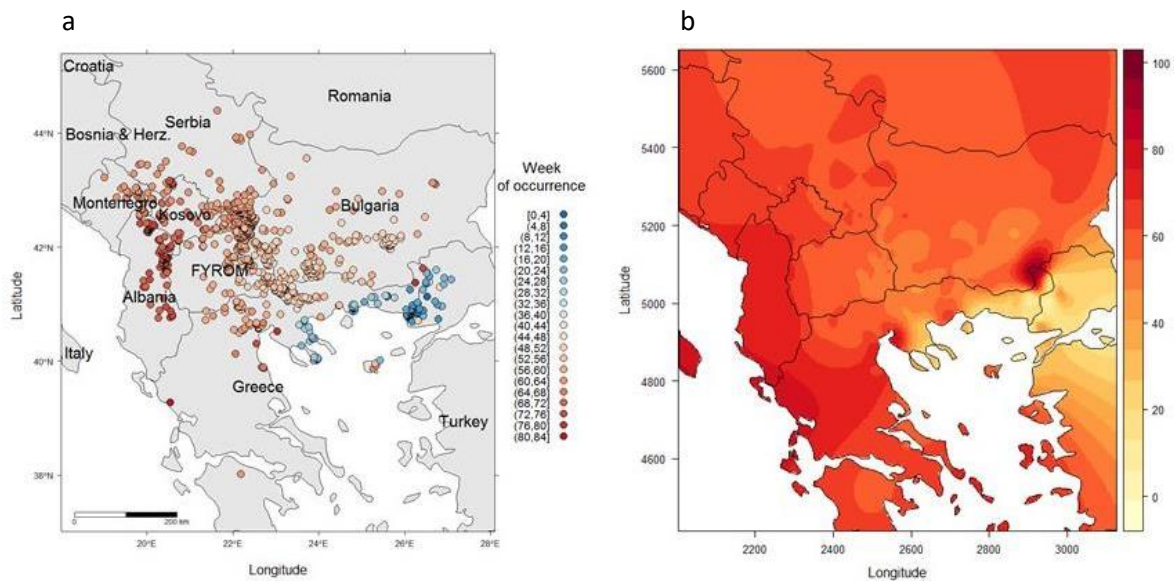 a
b
Croatia
Romania
Serbia
Bosnia & Herz.
Montenegro
Kosovo
Bulgaria
FYROM
Albania
Italy
Greece
Turkey
0 200 km
44°N
42°N
40°N
38°N
Latitude
20°E 22°E 24°E 26°E 28°E
Longitude
Week
of occurrence
[0,4]
(4,8]
(8,12]
(12,16]
(16,20]
(20,24]
(24,28]
(28,32]
(32,36]
(36,40]
(40,44]
(44,48]
(48,52]
(52,56]
(56,60]
(60,64]
(64,68]
(68,72]
(72,76]
(76,80]
(80,84]
5600
5400
5200
5000
4800
4600
Latitude
2200 2400 2600 2800 3000
Longitude
100
80
60
40
20
0